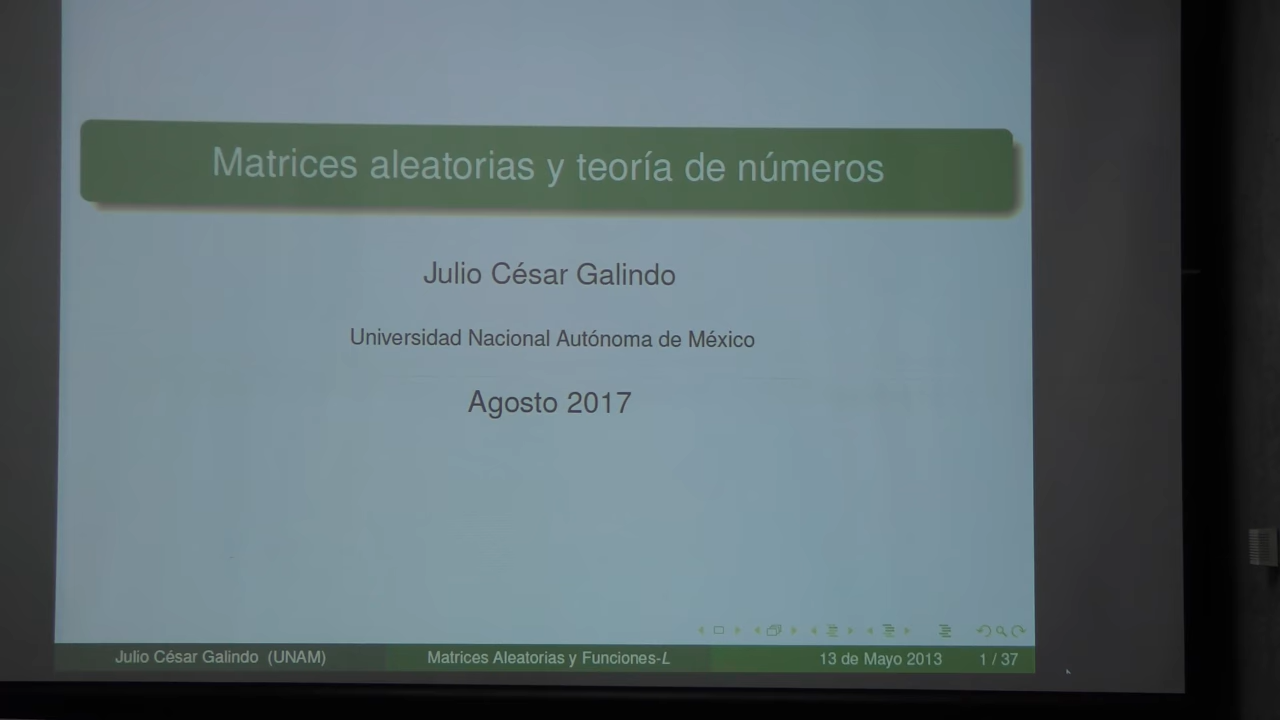 Matrices aleatorias y teoría de números
Julio César Galindo
Universidad Nacional Autónoma de México
Agosto 2017
Julio César Galindo (UNAM) Matrices Aleatorias y Funciones-L 13 de Mayo 2013 1 / 37